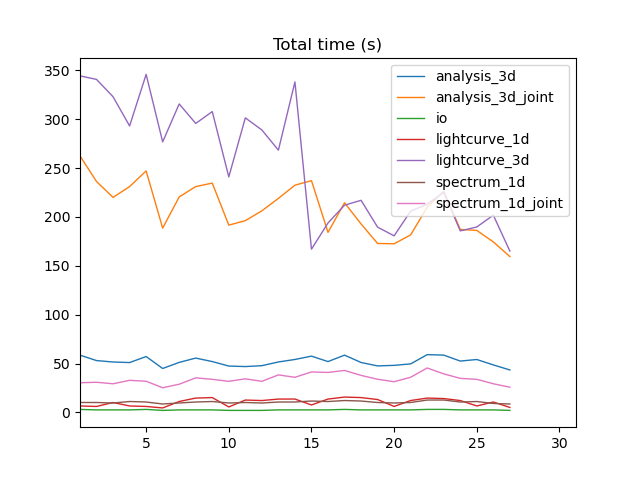 Total time (s)
350
300
250
200
150
100
50
0
5
10
15
20
25
30
analysis_3d
analysis_3d_joint
io
lightcurve_1d
lightcurve_3d
spectrum_1d
spectrum_1d_joint